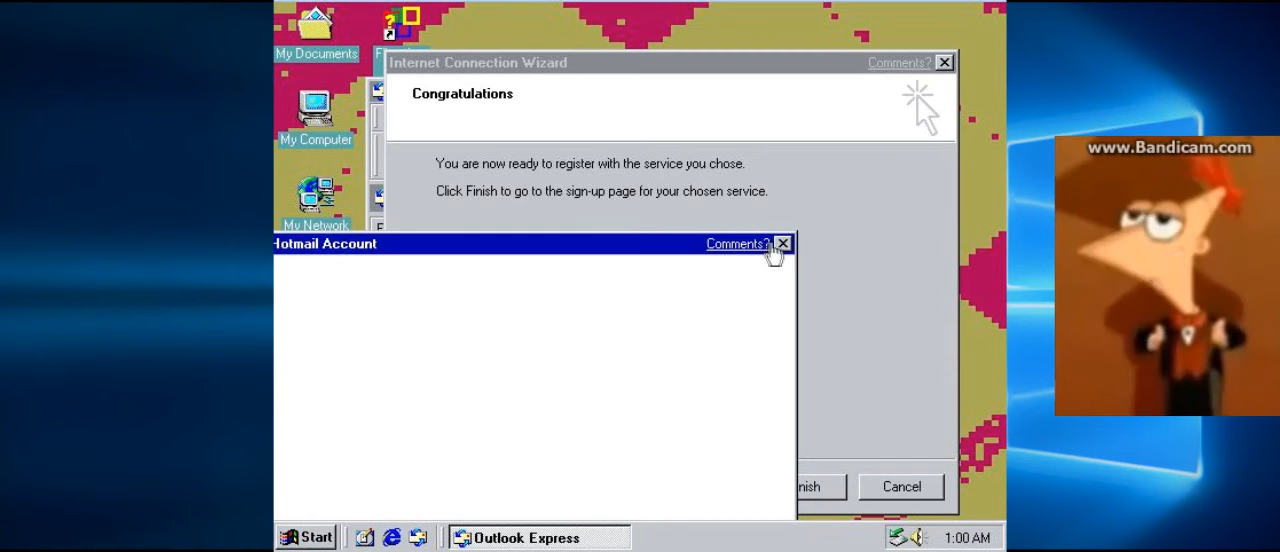 My Documents
Internet Connection Wizard
Comments?
Congratulations
My Computer
You are now ready to register with the service you chose.
Click Finish to go to the sign-up page for your chosen service.
My Network
Hotmail Account
Comments?
nish
Cancel
Start
Outlook Express
1:00 AM
www.Bandicam.com